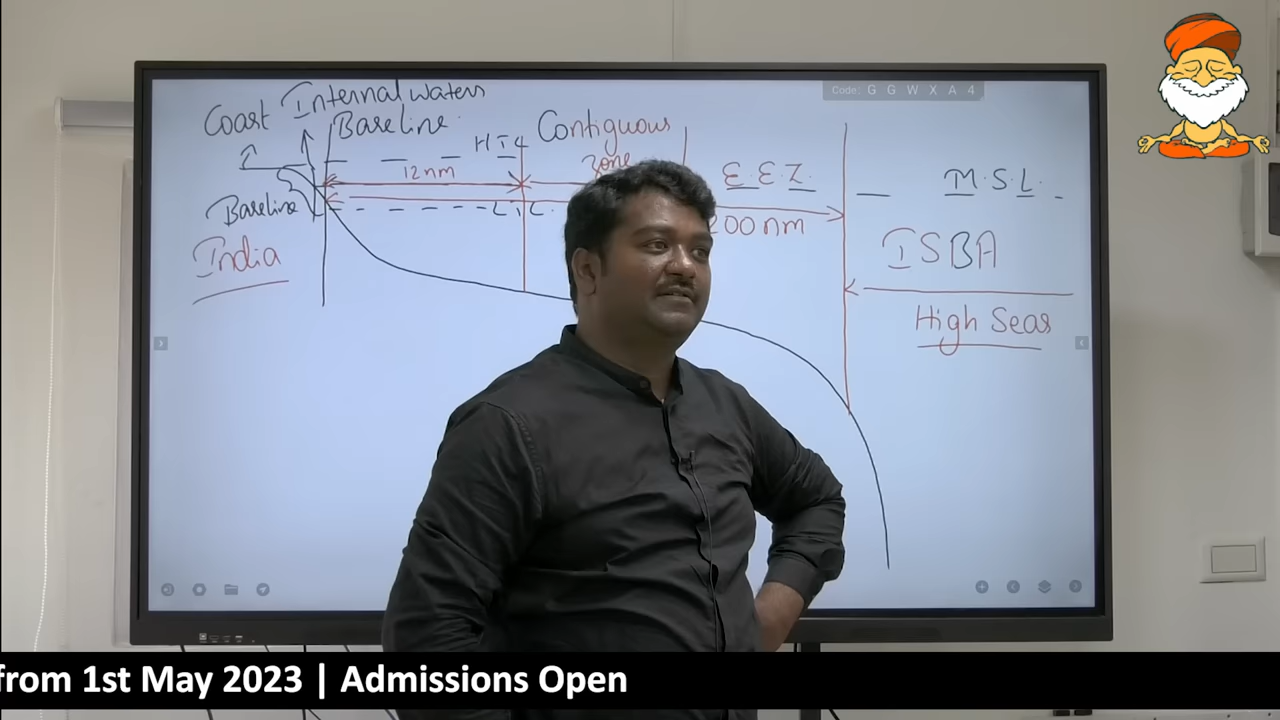 Code: G G W X A 4
Coast Internal Waters
Baseline
HTL
Contiguous
zone
12nm
E.E.Z.
M.S.L.
Baseline
L.T.L.
200nm
India
ISBA
High Seas
from 1st May 2023 | Admissions Open